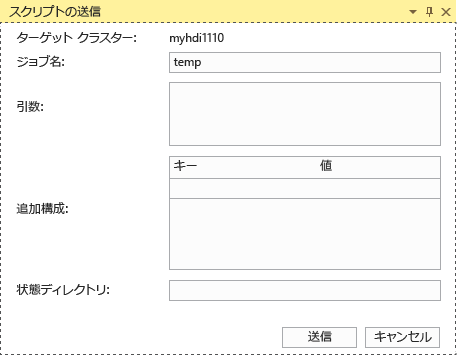 スクリプトの送信
ターゲット クラスター: myhdi1110
ジョブ名: temp
引数:
キー 値
追加構成:
状態ディレクトリ:
送信 キャンセル